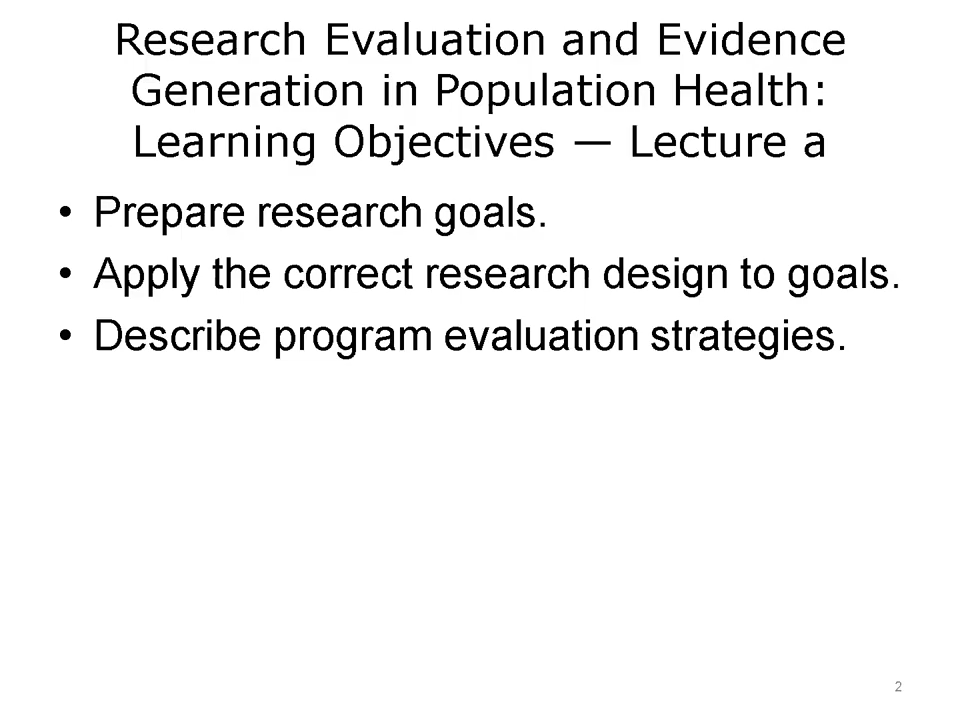 Research Evaluation and Evidence
Generation in Population Health:
Learning Objectives — Lecture a
• Prepare research goals.
• Apply the correct research design to goals.
• Describe program evaluation strategies.
2